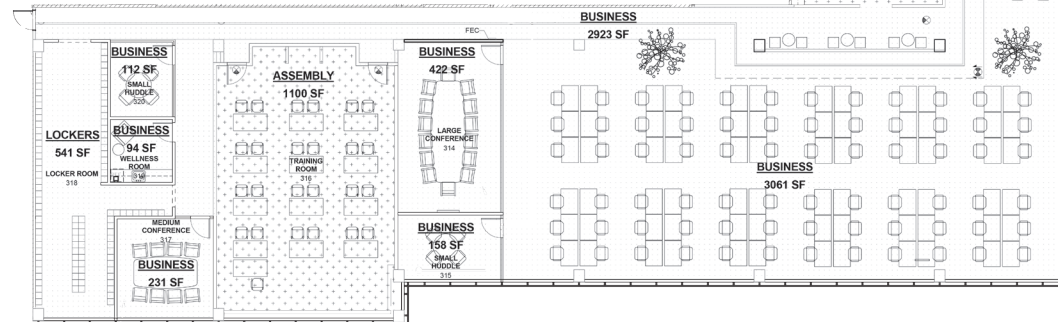 BUSINESS
2923 SF
FEC
BUSINESS
112 SF
SMALL
HUDDLE
320
ASSEMBLY
1100 SF
BUSINESS
422 SF
LARGE
CONFERENCE
314
LOCKERS
541 SF
LOCKER ROOM
318
BUSINESS
94 SF
WELLNESS
ROOM
319
TRAINING
ROOM
316
BUSINESS
3061 SF
MEDIUM
CONFERENCE
317
BUSINESS
231 SF
BUSINESS
158 SF
SMALL
HUDDLE
315